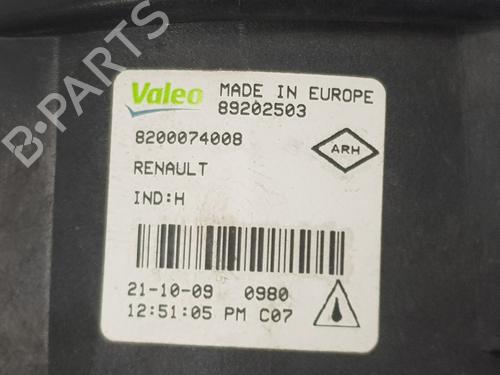 B-PARTS
Valeo MADE IN EUROPE
89202503
8200074008
ARH
RENAULT
IND:H
21-10-09 0980
12:51:05 PM C07